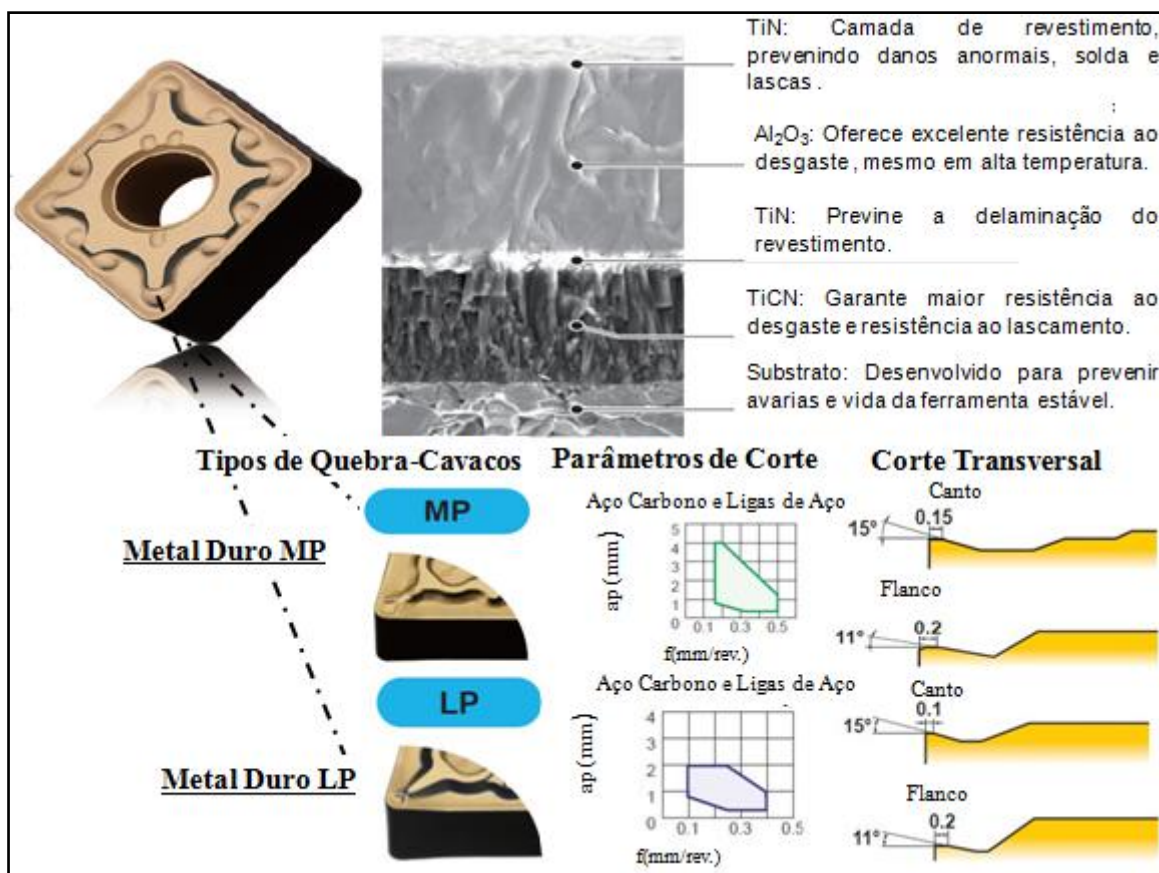 TiN: Camada de revestimento,
prevenindo danos anormais, solda e
lascas .
:
Al₂O₃: Oferece excelente resistência ao
desgaste , mesmo em alta temperatura.
TiN: Previne a delaminação do
revestimento.
TiCN: Garante maior resistência ao
desgaste e resistência ao lascamento.
Substrato: Desenvolvido para prevenir
avarias e vida da ferramenta estável.
Tipos de Quebra-Cavacos
Parâmetros de Corte
Corte Transversal
MP
Metal Duro MP
Aço Carbono e Ligas de Aço
ap (mm)
5
4
3
2
1
0
0.1 0.3 0.5
f(mm/rev.)
Canto
0.15
15°
Flanco
0.2
11°
LP
Metal Duro LP
Aço Carbono e Ligas de Aço
ap (mm)
4
3
2
1
0
0.1 0.3 0.5
f(mm/rev.)
Canto
0.1
15°
Flanco
0.2
11°